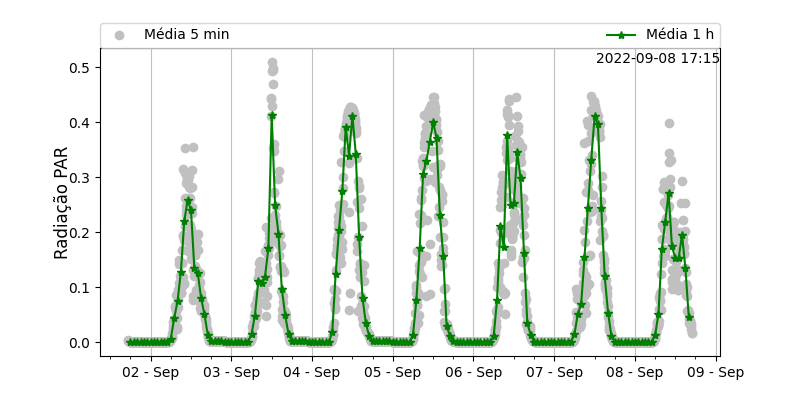 Média 5 min
Média 1 h
2022-09-08 17:15
Radiação PAR
0.5
0.4
0.3
0.2
0.1
0.0
02 - Sep
03 - Sep
04 - Sep
05 - Sep
06 - Sep
07 - Sep
08 - Sep
09 - Sep